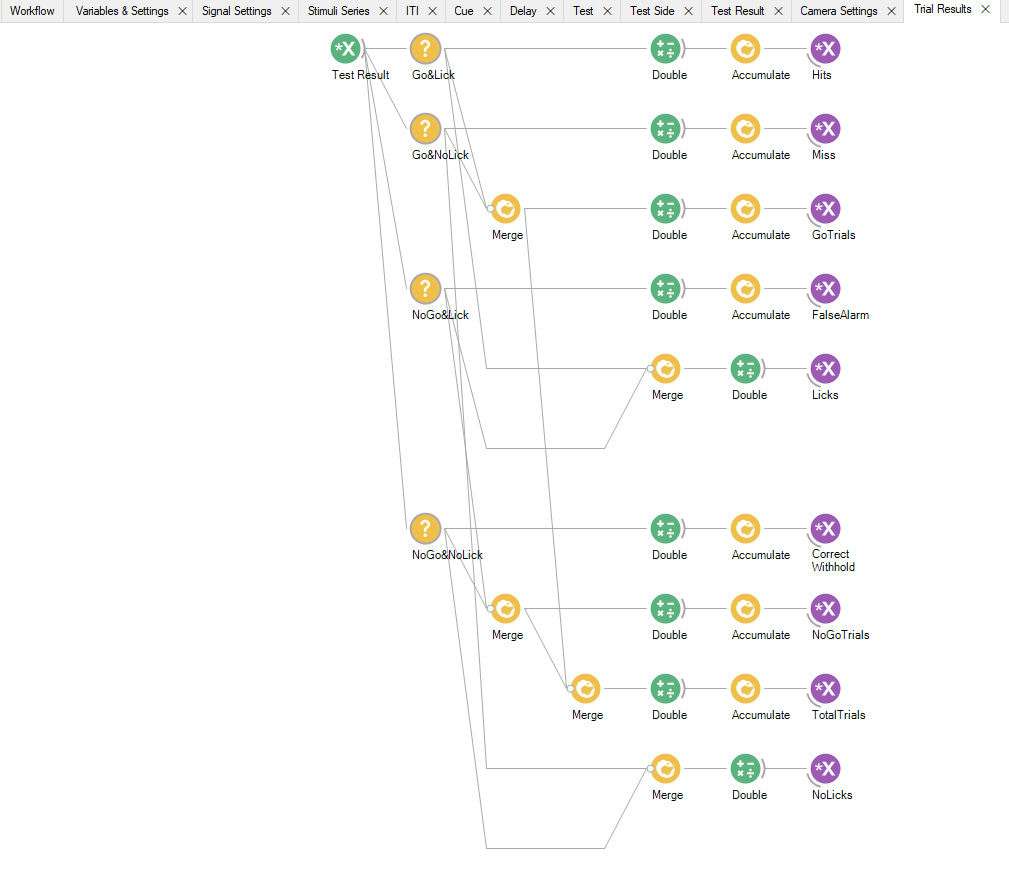 Workflow
Variables & Settings
Signal Settings
Stimuli Series
ITI
Cue
Delay
Test
Test Side
Test Result
Camera Settings
Trial Results
Test Result
Go&Lick
Double
Accumulate
Hits
Go&NoLick
Double
Accumulate
Miss
Merge
Double
Accumulate
GoTrials
NoGo&Lick
Double
Accumulate
FalseAlarm
Merge
Double
Licks
NoGo&NoLick
Double
Accumulate
Correct
Withhold
Merge
Double
Accumulate
NoGoTrials
Merge
Double
Accumulate
TotalTrials
Merge
Double
NoLicks